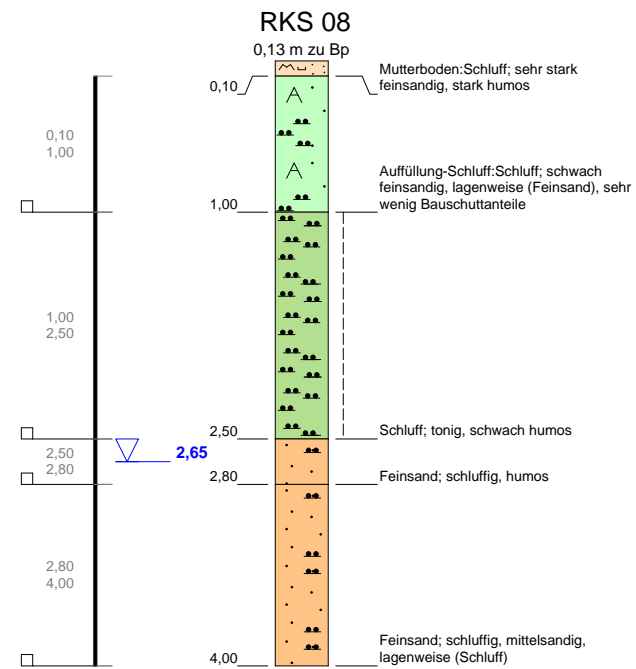 RKS 08
0,13 m zu Bp
0,10
Mutterboden:Schluff; sehr stark
feinsandig, stark humos
0,10
1,00
A
A
1,00
Auffüllung-Schluff:Schluff; schwach
feinsandig, lagenweise (Feinsand), sehr
wenig Bauschuttanteile
1,00
2,50
2,50
Schluff; tonig, schwach humos
2,50
2,80
2,65
2,80
Feinsand; schluffig, humos
2,80
4,00
4,00
Feinsand; schluffig, mittelsandig,
lagenweise (Schluff)